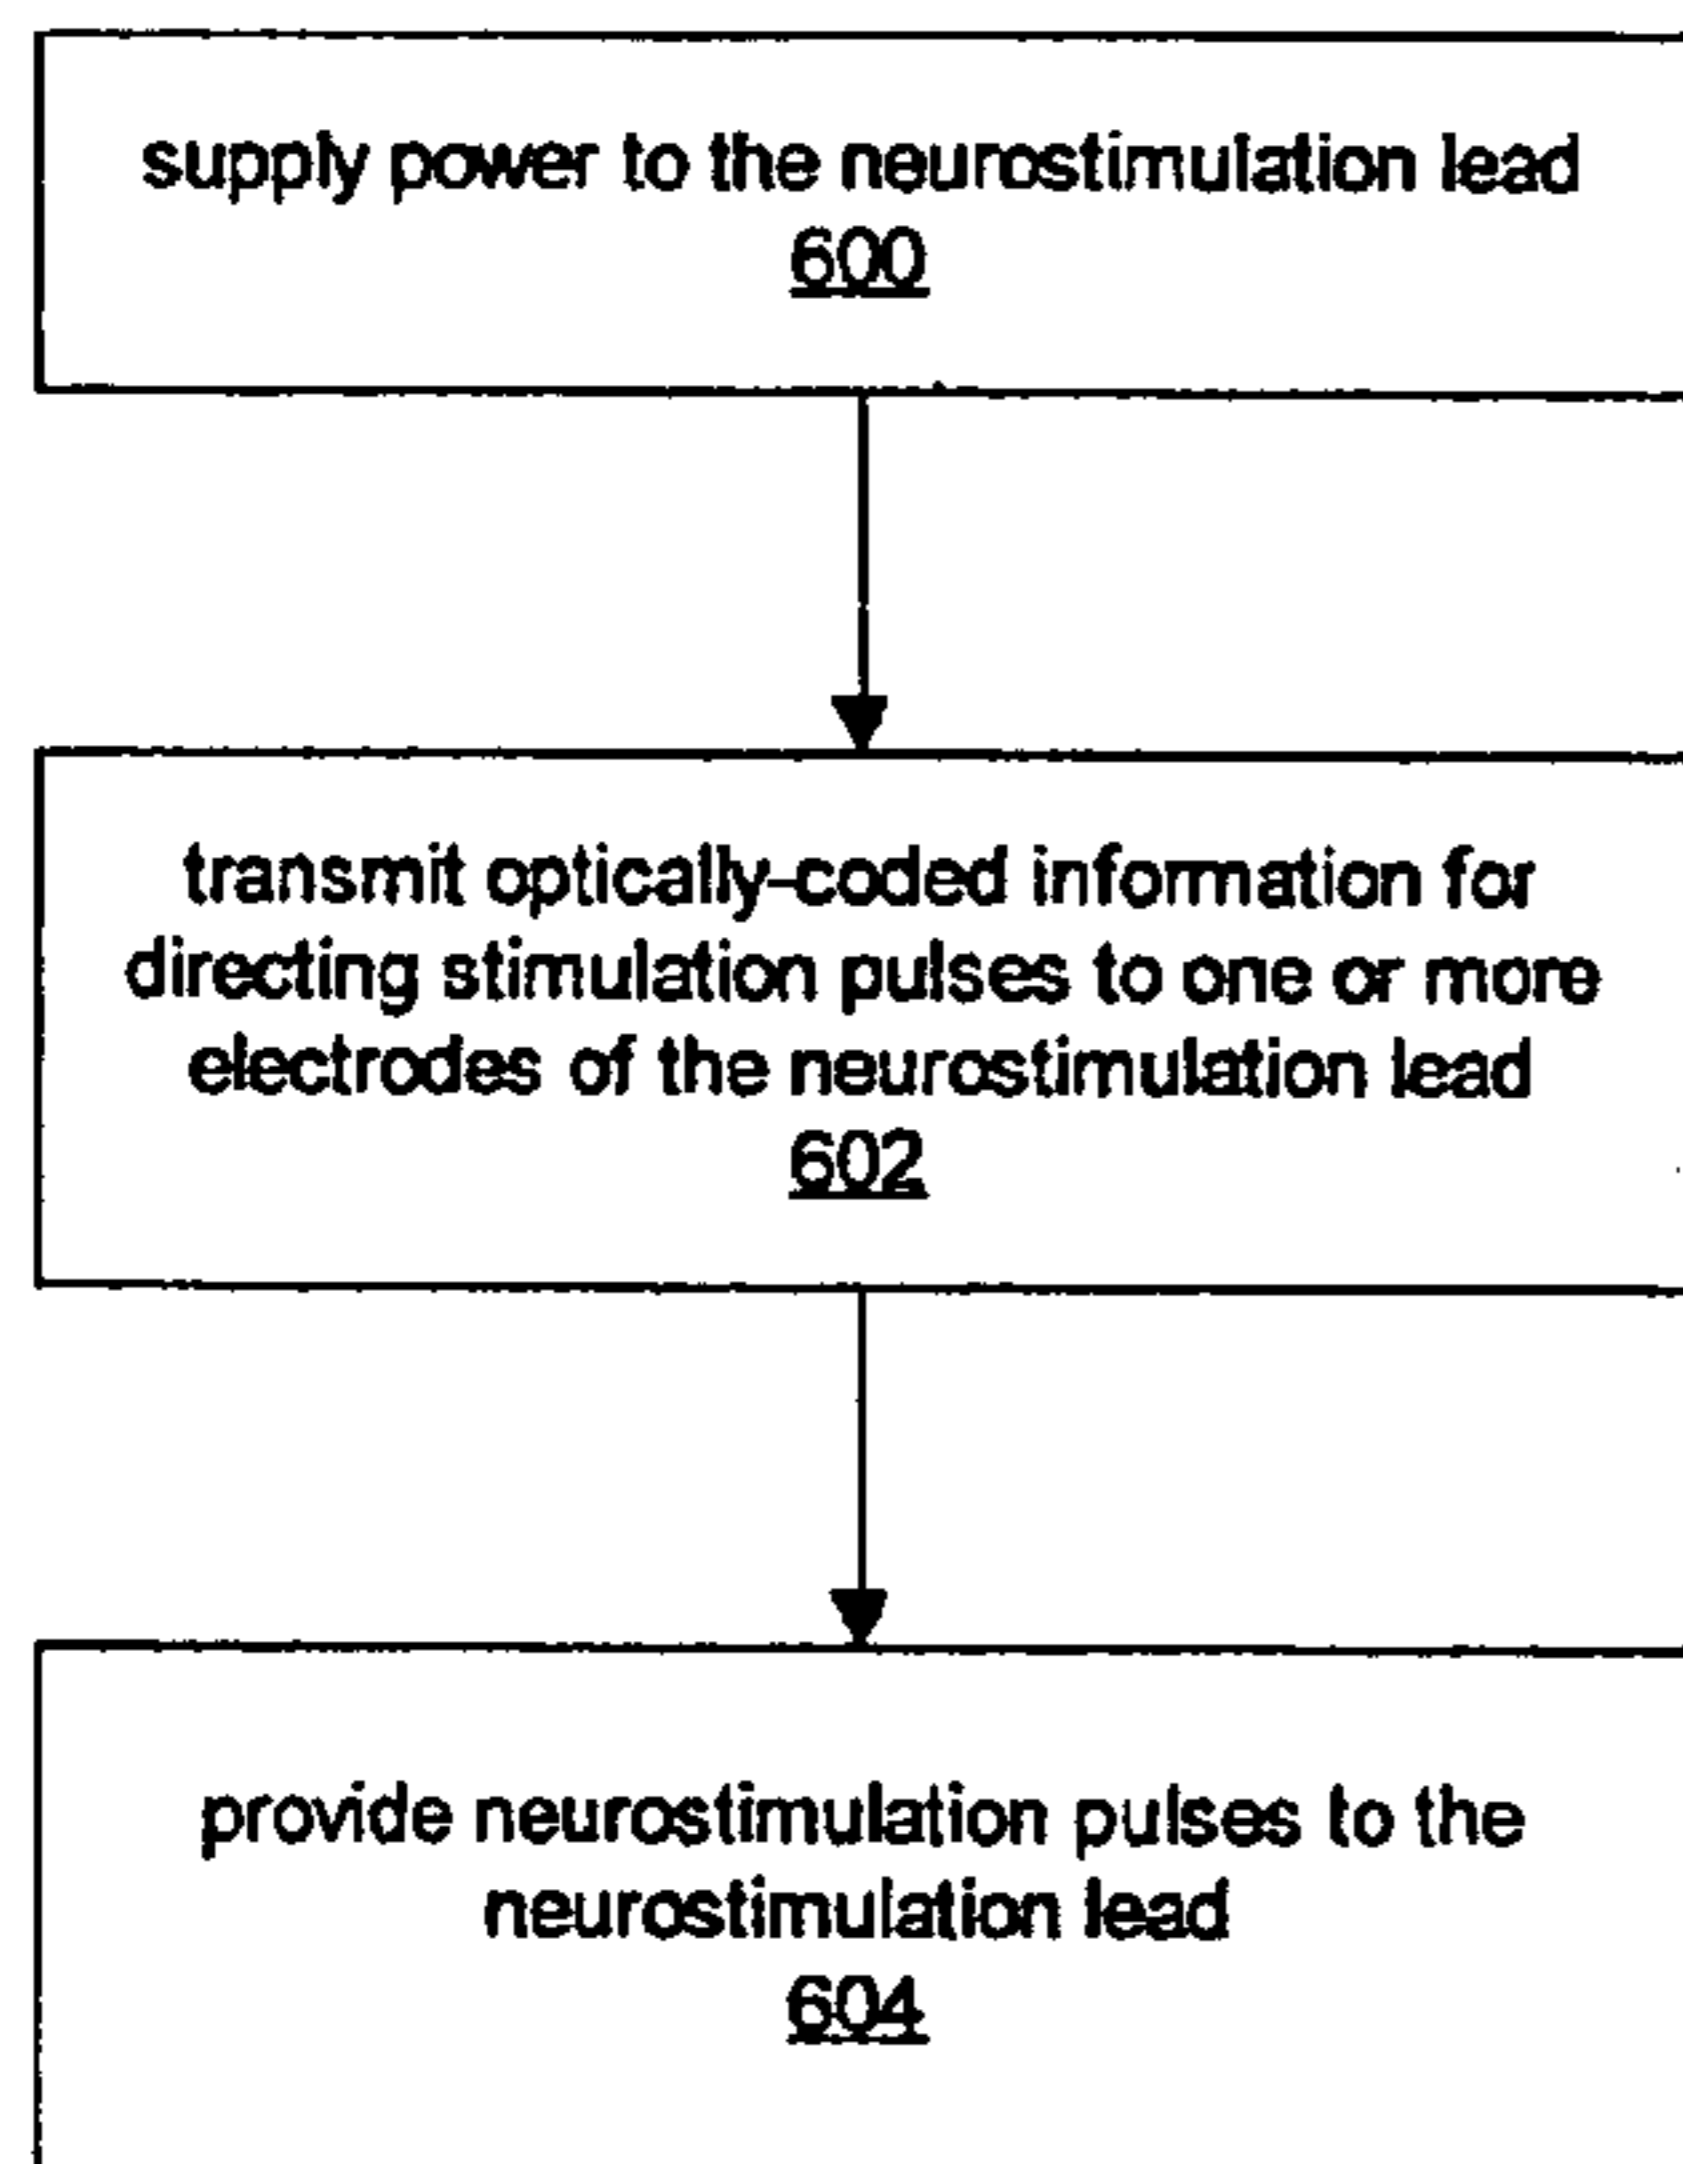 supply power to the neurostimulation lead
600
transmit optically-coded information for
directing stimulation pulses to one or more
electrodes of the neurostimulation lead
602
provide neurostimulation pulses to the
neurostimulation lead
604